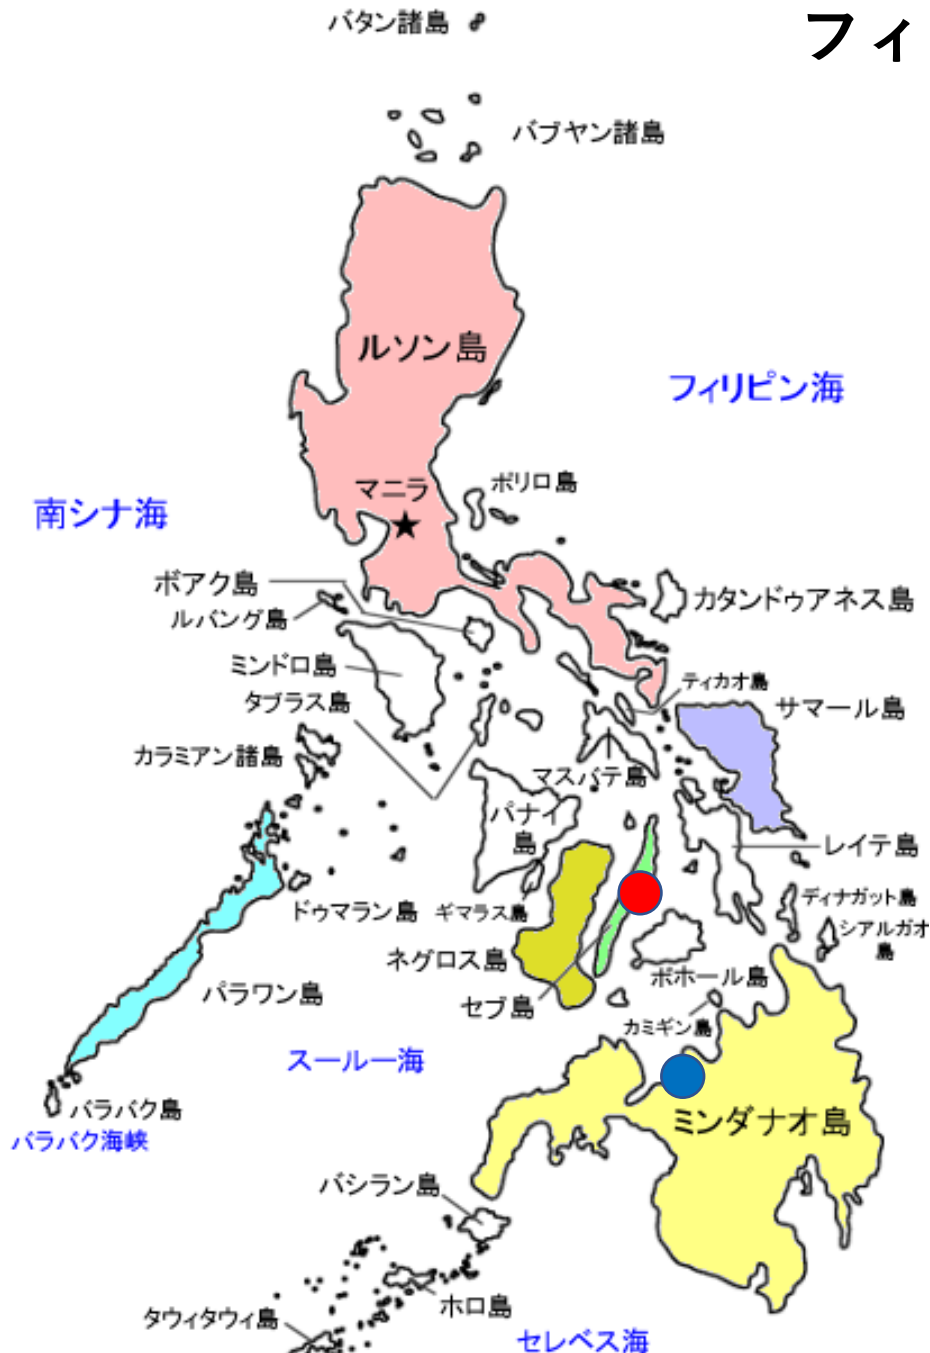 フィ
バタン諸島
バブヤン諸島
ルソン島
フィリピン海
マニラ
ポリロ島
南シナ海
ボアク島
ルバング島
カタンドゥアネス島
ミンドロ島
タブラス島
ティカオ島
サマール島
カラミアン諸島
マスバテ島
パナイ
島
レイテ島
ドゥマラン島
ギマラス島
ディナガット島
シアルガオ
島
ネグロス島
ボホール島
パラワン島
セブ島
カミギン島
スールー海
バラバク島
バラバク海峡
ミンダナオ島
バシラン島
ホロ島
タウィタウィ島
セレベス海